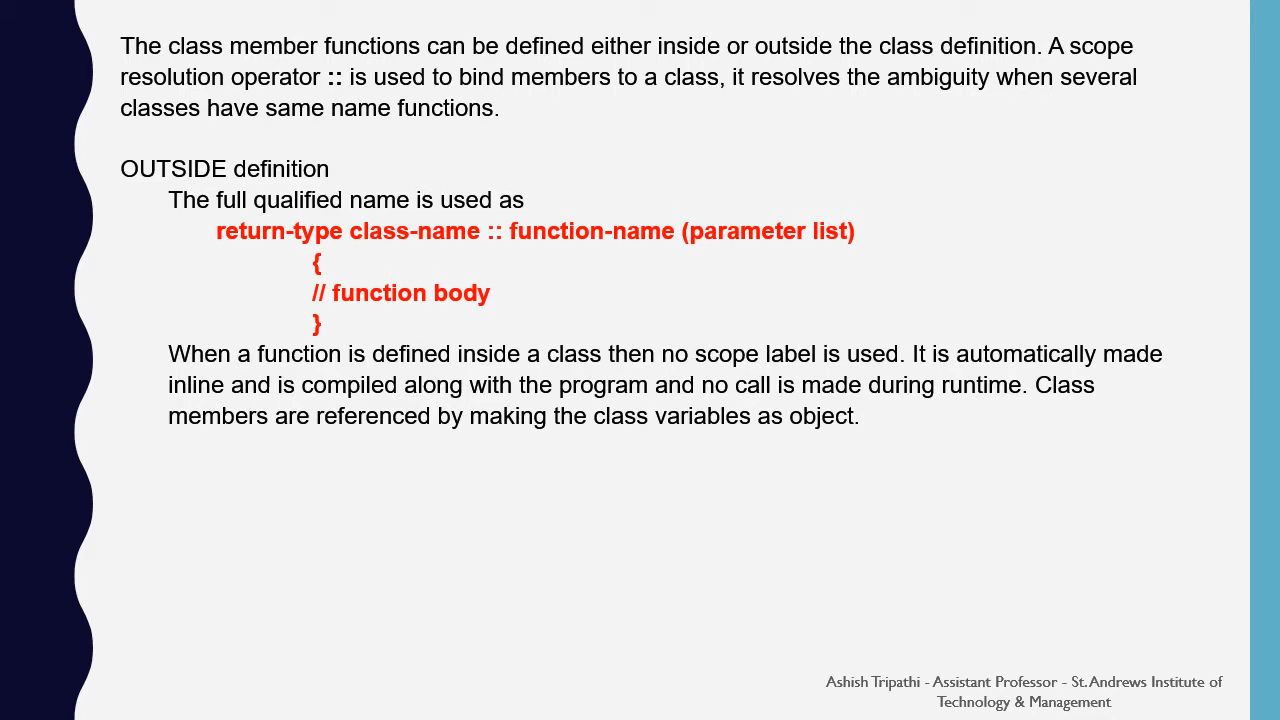 The class member functions can be defined either inside or outside the class definition. A scope
resolution operator :: is used to bind members to a class, it resolves the ambiguity when several
classes have same name functions.
OUTSIDE definition
The full qualified name is used as
return-type class-name :: function-name (parameter list)
{
// function body
}
When a function is defined inside a class then no scope label is used. It is automatically made
inline and is compiled along with the program and no call is made during runtime. Class
members are referenced by making the class variables as object.
Ashish Tripathi - Assistant Professor - St. Andrews Institute of
Technology & Management